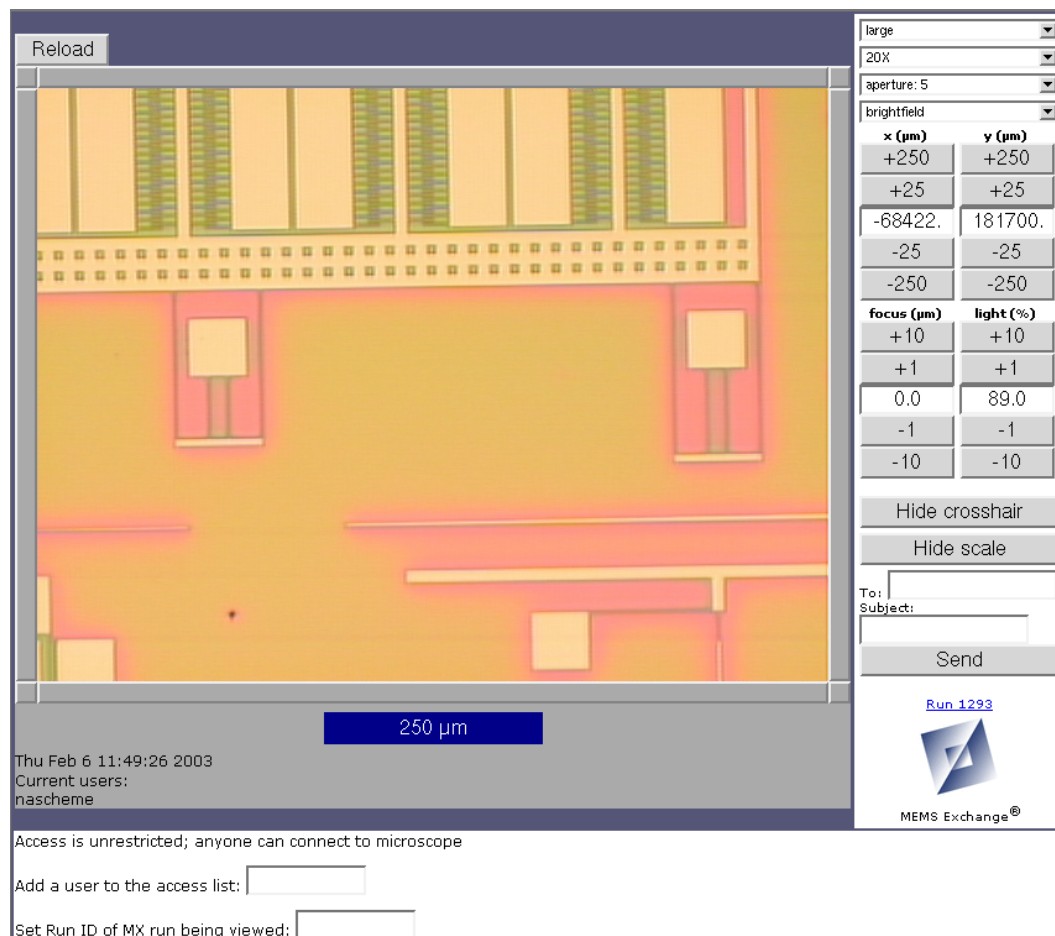 Reload
large
20X
aperture: 5
brightfield
x (µm) y (µm)
+250 +250
+25 +25
-68422. 181700.
-25 -25
-250 -250
focus (µm) light (%)
+10 +10
+1 +1
0.0 89.0
-1 -1
-10 -10
Hide crosshair
Hide scale
To:
Subject:
Send
Run 1293
MEMS Exchange®
250 µm
Thu Feb 6 11:49:26 2003
Current users:
nascheme
Access is unrestricted; anyone can connect to microscope
Add a user to the access list:
Set Run ID of MX run being viewed: